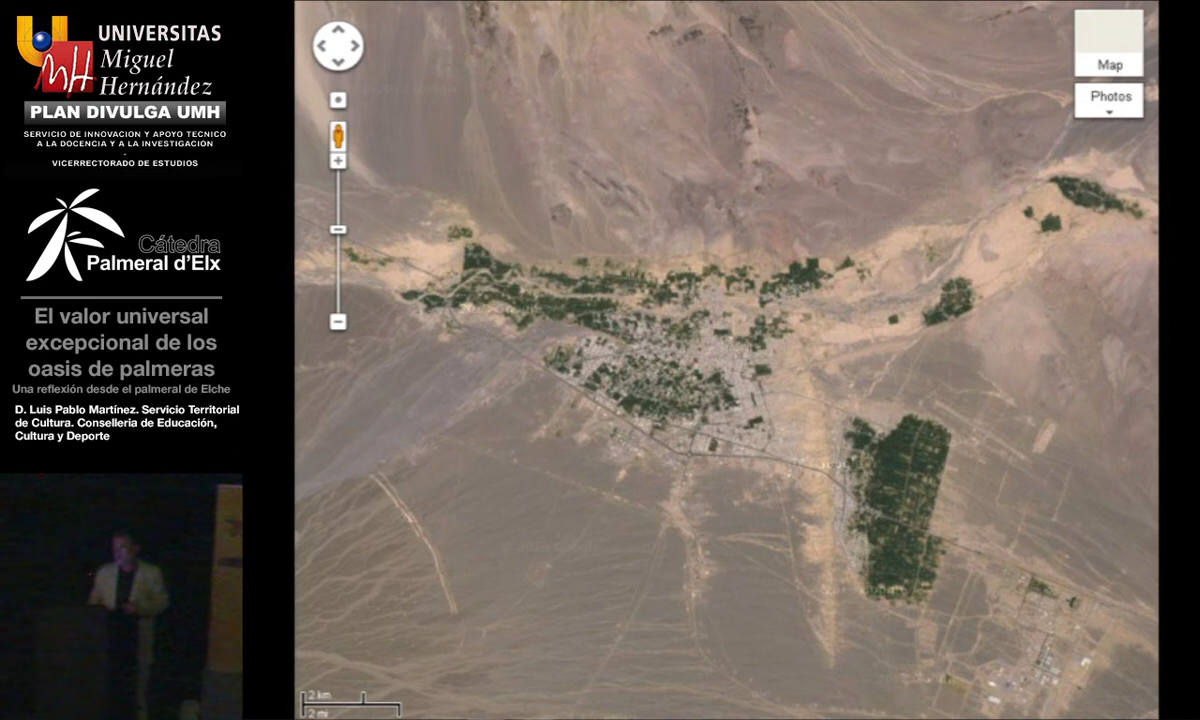 UNIVERSITAS
Miguel
Hernández
PLAN DIVULGA UMH
SERVICIO DE INNOVACION Y APOYO TECNICO
A LA DOCENCIA Y A LA INVESTIGACION
VICERRECTORADO DE ESTUDIOS
Cátedra
Palmeral d'Elx
El valor universal
excepcional de los
oasis de palmeras
Una reflexión desde el palmeral de Elche
D. Luis Pablo Martínez. Servicio Territorial
de Cultura. Conselleria de Educación,
Cultura y Deporte
Map
Photos
2 km
2 mi